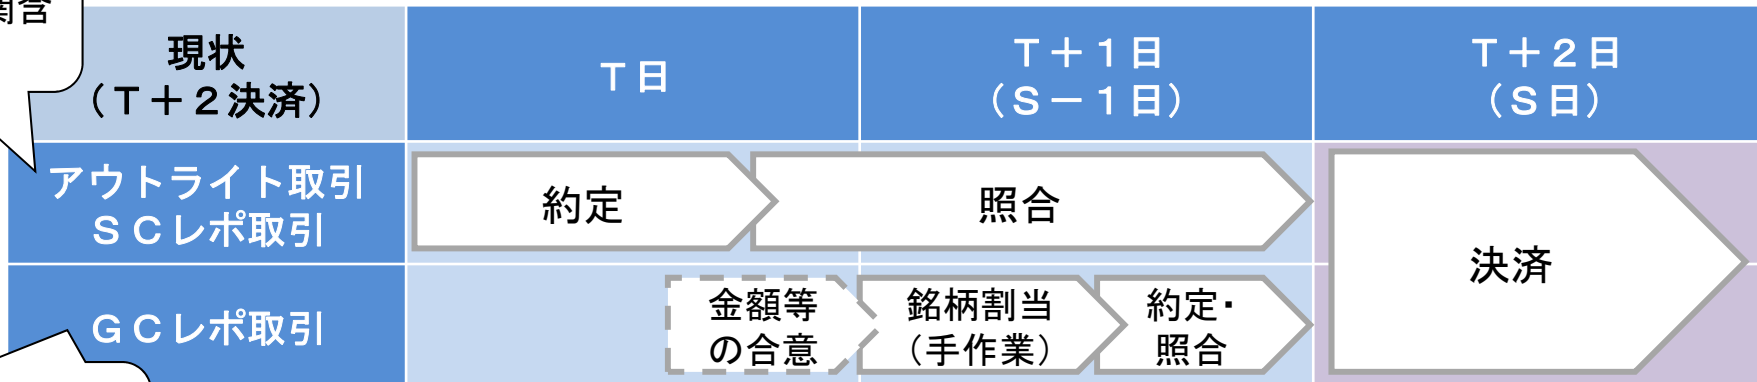 現状
（Ｔ＋２決済）
Ｔ日
Ｔ＋１日
（Ｓ－１日）
Ｔ＋２日
（Ｓ日）
アウトライト取引
ＳＣレポ取引
約定
照合
決済
ＧＣレポ取引
金額等
の合意
銘柄割当
（手作業）
約定・
照合